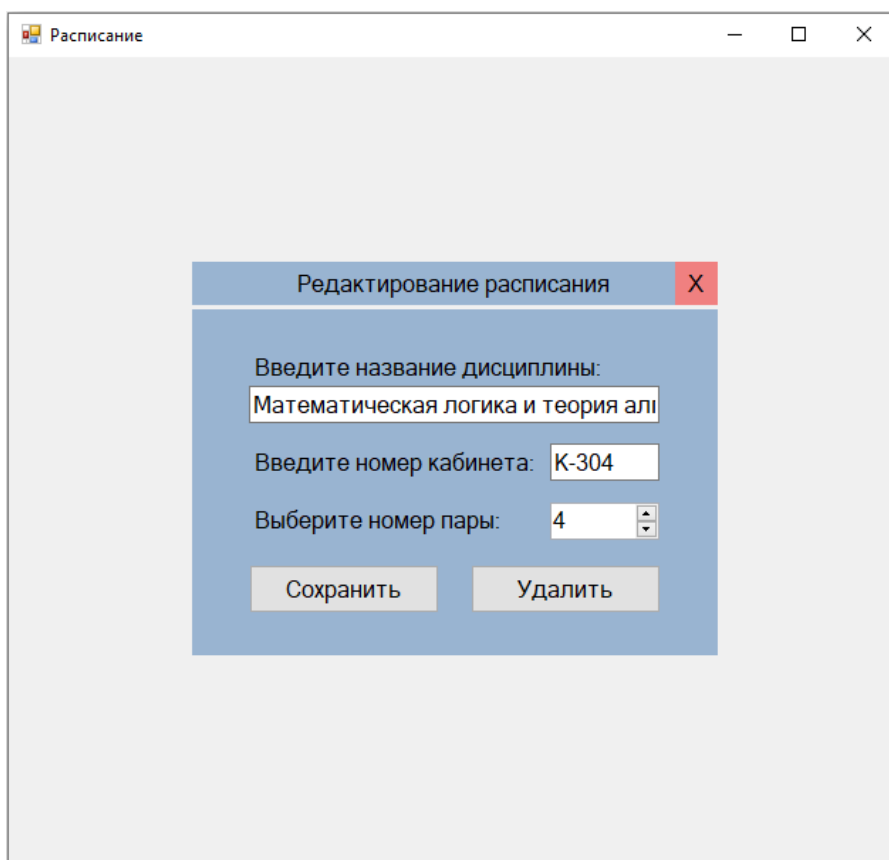 Расписание
Редактирование расписания X
Введите название дисциплины:
Математическая логика и теория
Введите номер кабинета: К-304
Выберите номер пары: 4
Сохранить Удалить